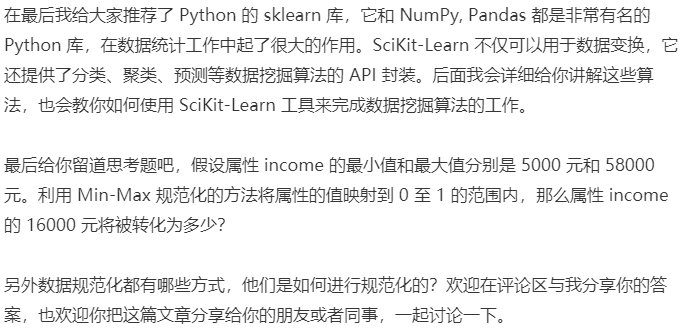 在最后我给大家推荐了 Python 的 sklearn 库，它和 NumPy, Pandas 都是非常有名的
Python 库，在数据统计工作中起了很大的作用。SciKit-Learn 不仅可以用于数据变换，它
还提供了分类、聚类、预测等数据挖掘算法的 API 封装。后面我会详细给你讲解这些算
法，也会教你如何使用 SciKit-Learn 工具来完成数据挖掘算法的工作。
最后给你留道思考题吧，假设属性 income 的最小值和最大值分别是 5000 元和 58000
元。利用 Min-Max 规范化的方法将属性的值映射到 0 至 1 的范围内，那么属性 income
的 16000 元将被转化为多少？
另外数据规范化都有哪些方式，他们是如何进行规范化的？欢迎在评论区与我分享你的答
案，也欢迎你把这篇文章分享给你的朋友或者同事，一起讨论一下。